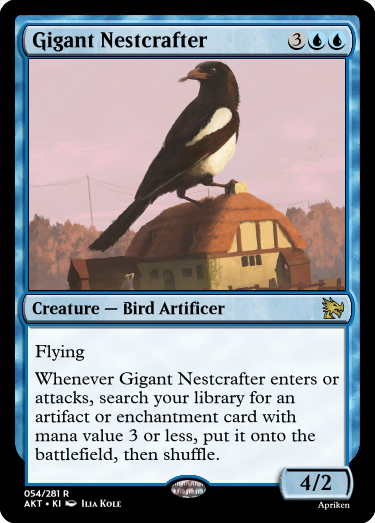 Gigant Nestcrafter 3
Creature — Bird Artificer
Flying
Whenever Gigant Nestcrafter enters or
attacks, search your library for an
artifact or enchantment card with
mana value 3 or less, put it onto the
battlefield, then shuffle.
4/2
054/281 R
AKT • KI Ilia Kole
Apriken